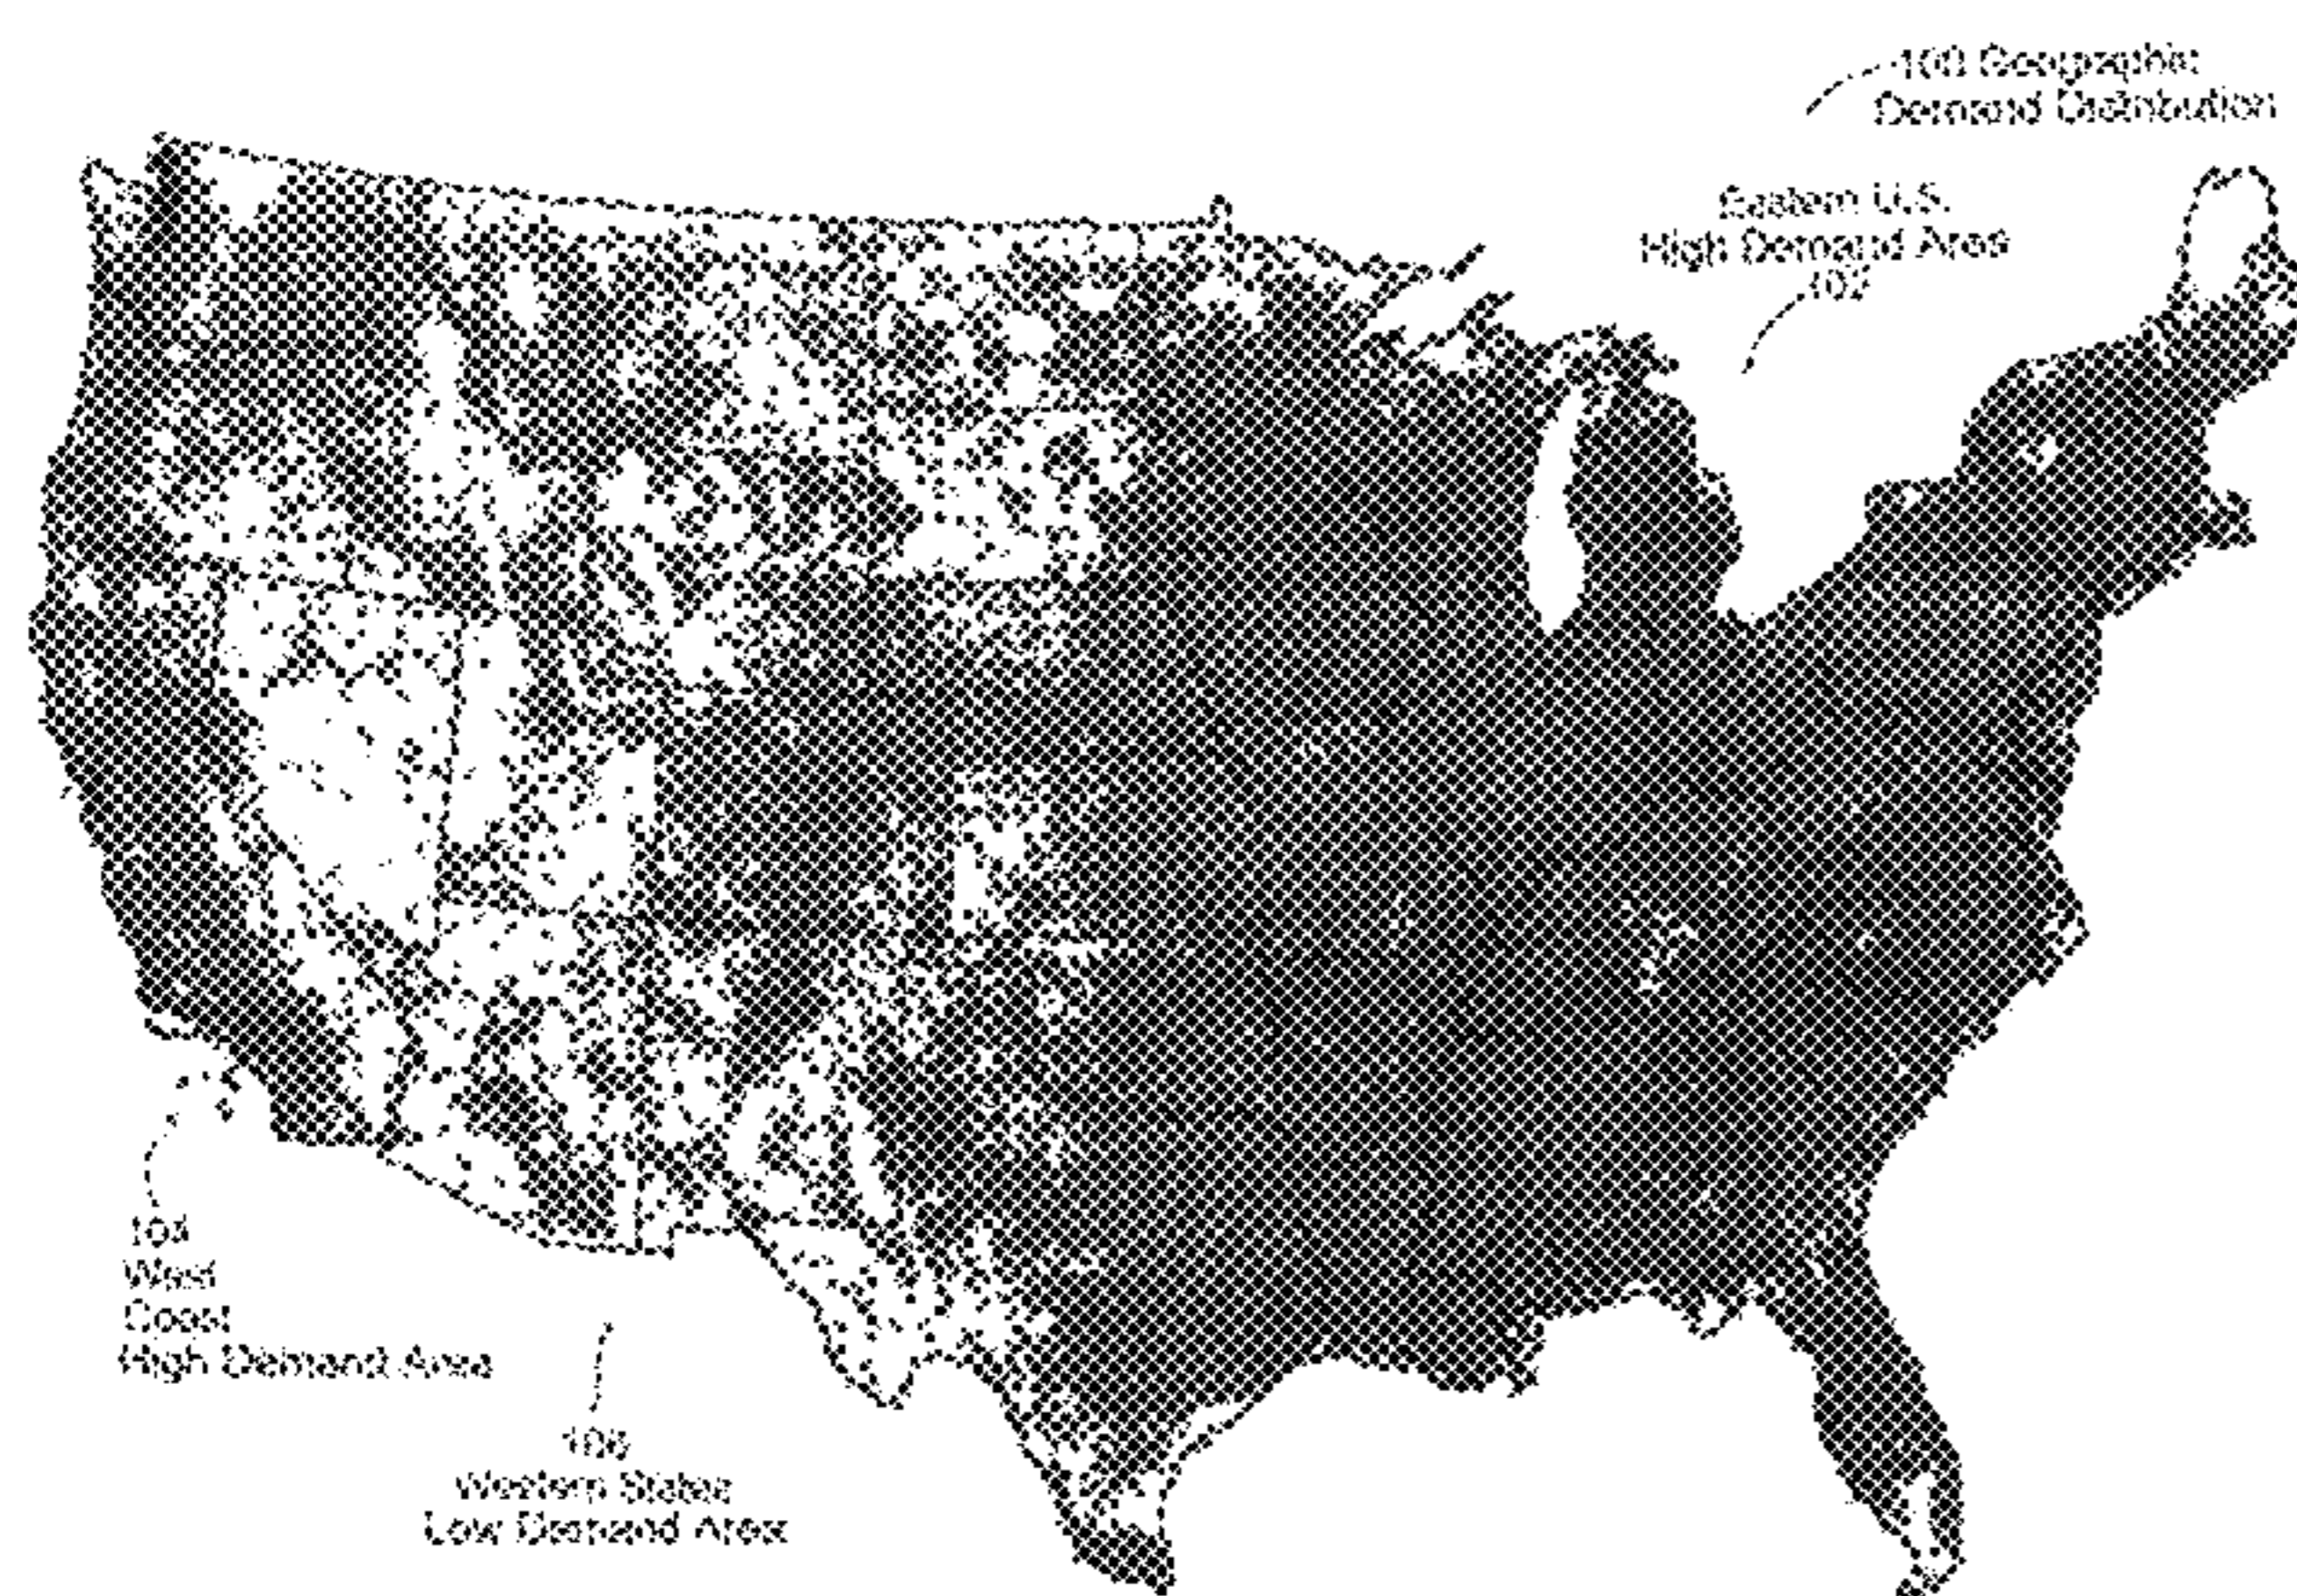 100 Geographic
Demand Distribution
Eastern U.S.
High Demand Area
102
104
West
Coast
High Demand Area
106
Western States
Low Demand Area